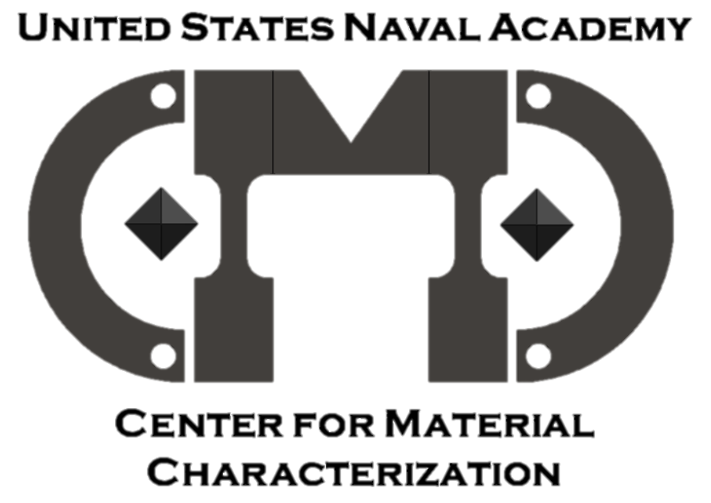 United States Naval Academy
Center for Material
Characterization